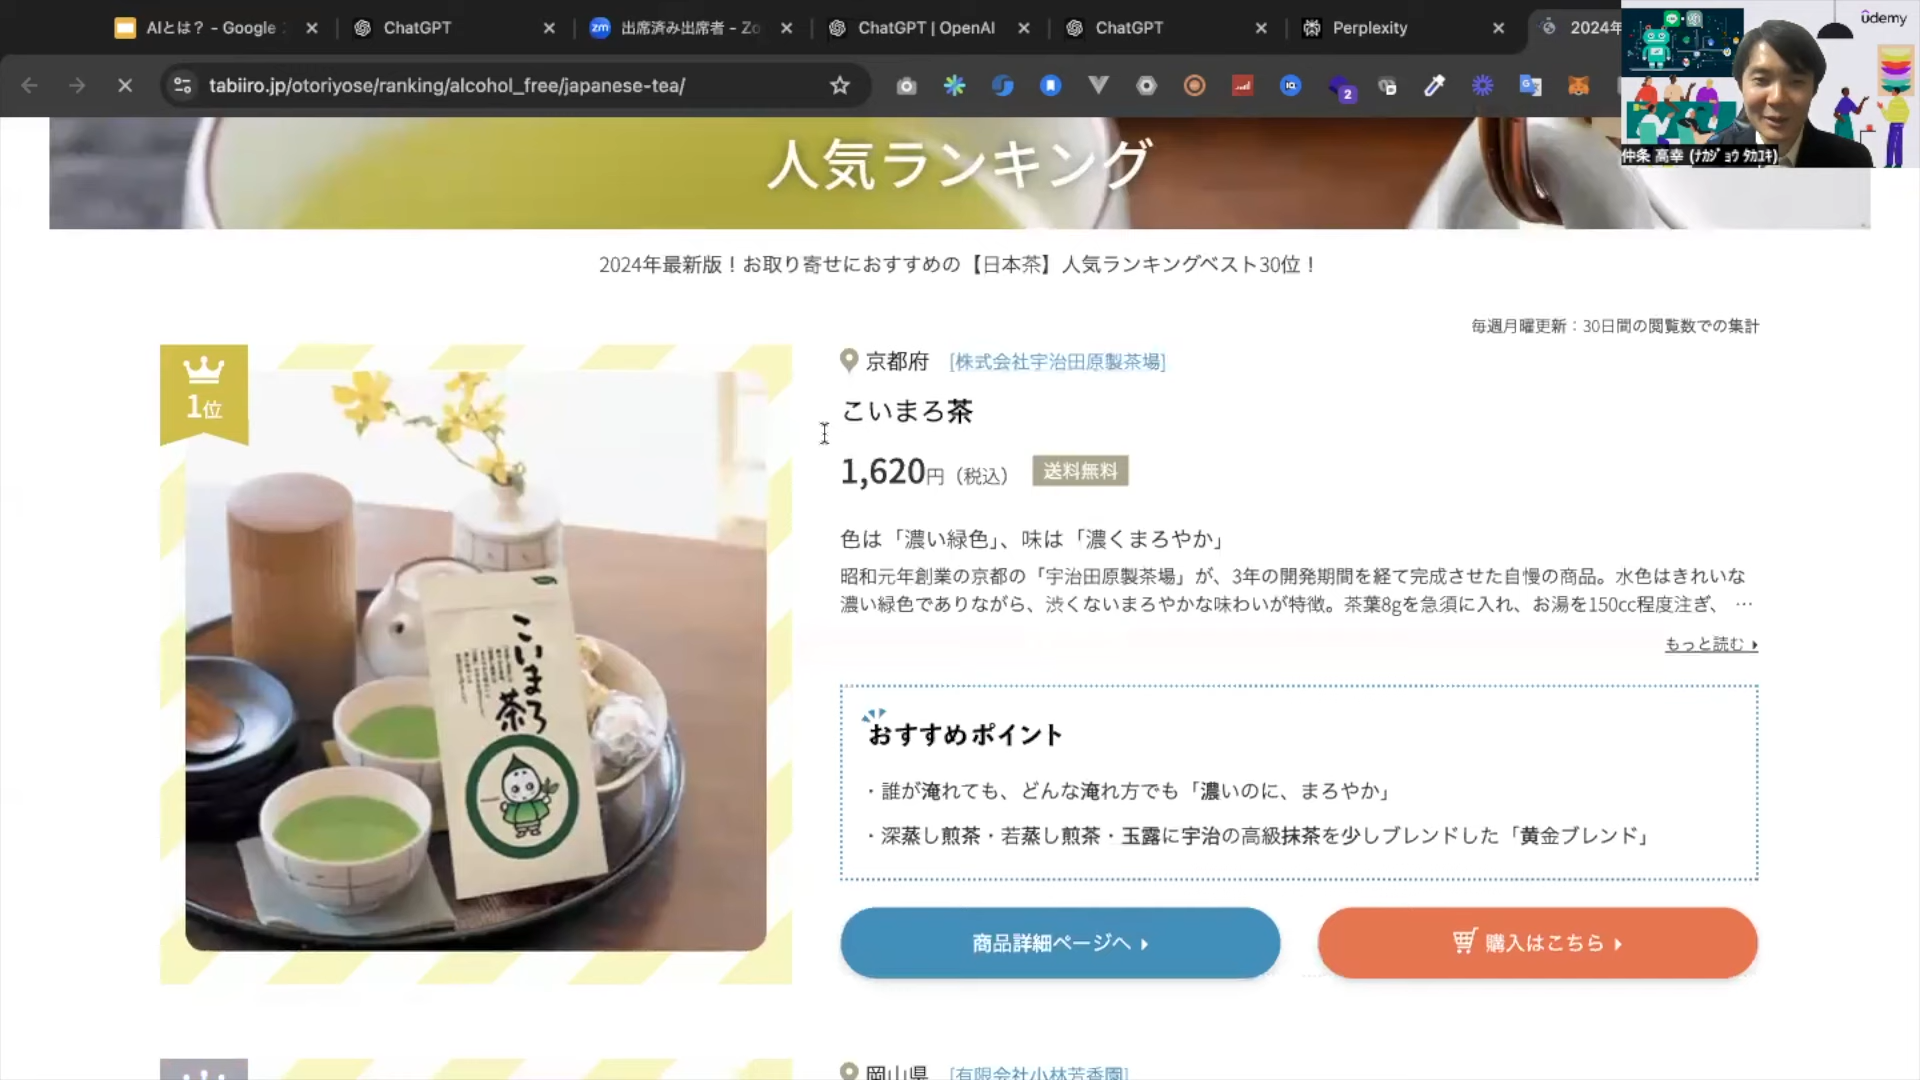 AIとは？ - Google
ChatGPT
zm 出席済み出席者 - Zo
ChatGPT | OpenAI
ChatGPT
Perplexity
2024年
tabiiro.jp/otoriyose/ranking/alcohol_free/japanese-tea/
2
ûdemy
仲条 高幸 (ﾅｶｼﾞｮｳ ﾀｶﾕｷ)
人気ランキング
2024年最新版！お取り寄せにおすすめの【日本茶】人気ランキングベスト30位！
毎週月曜更新：30日間の閲覧数での集計
1位
京都府 [株式会社宇治田原製茶場]
こいまろ茶
1,620円（税込） 送料無料
色は「濃い緑色」、味は「濃くまろやか」
昭和元年創業の京都の「宇治田原製茶場」が、3年の開発期間を経て完成させた自慢の商品。水色はきれいな
濃い緑色でありながら、渋くないまろやかな味わいが特徴。茶葉8gを急須に入れ、お湯を150cc程度注ぎ、 …
もっと読む
こいまろ茶
おすすめポイント
・誰が淹れても、どんな淹れ方でも「濃いのに、まろやか」
・深蒸し煎茶・若蒸し煎茶・玉露に宇治の高級抹茶を少しブレンドした「黄金ブレンド」
商品詳細ページへ
購入はこちら
岡山県 [有限会社小林芳香園]